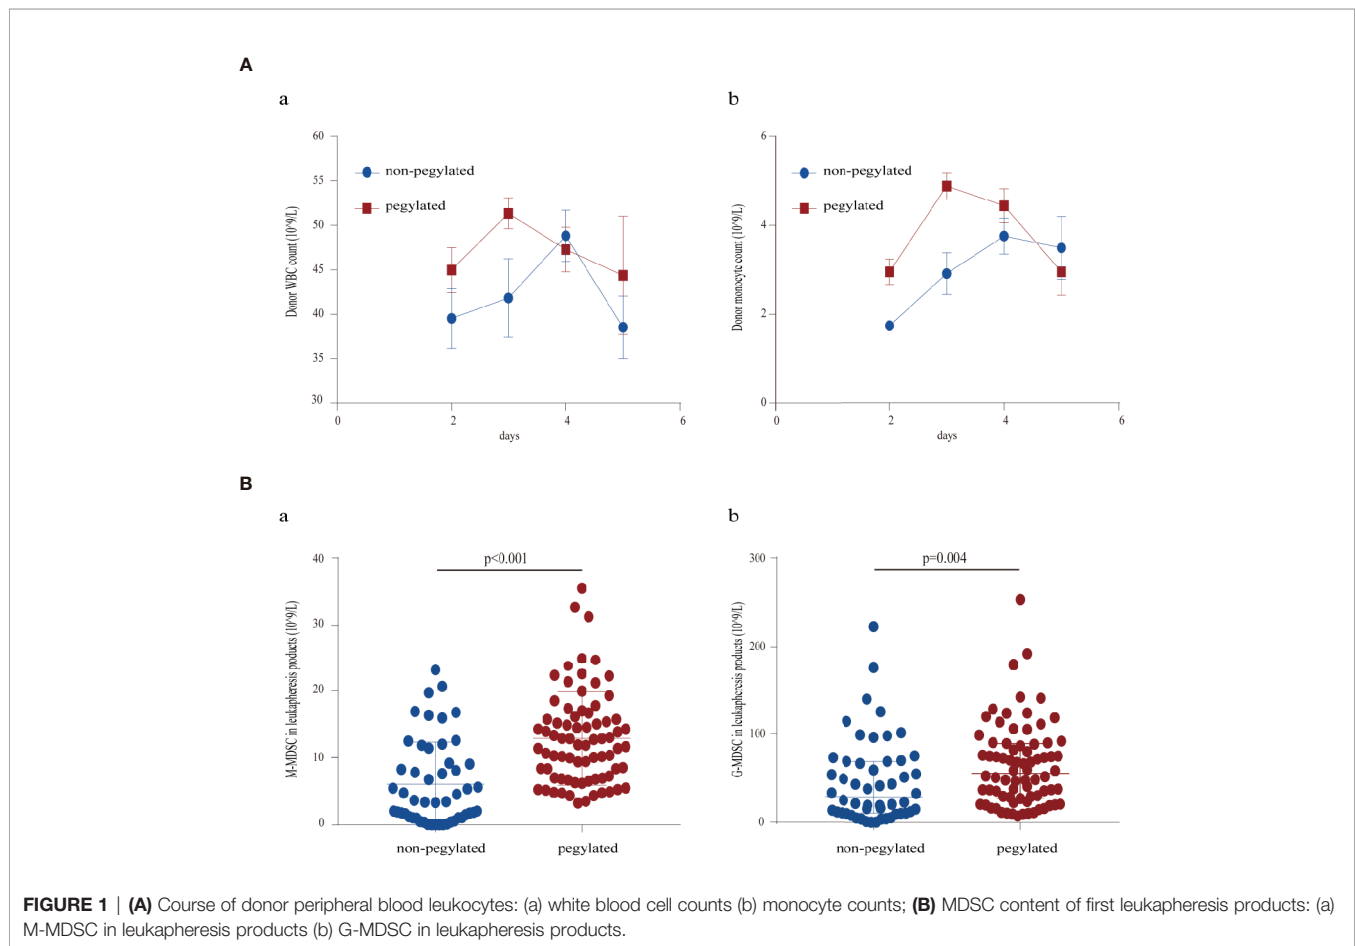 A
a
60
55
50
45
40
35
30
Donor WBC count (10^9/L)
non-pegylated
pegylated
0
2
4
6
days
b
6
4
2
0
Donor monocyte count (10^9/L)
non-pegylated
pegylated
0
2
4
6
days
B
a
40
30
20
10
0
M-MDSC in leukapheresis products (10^9/L)
p<0.001
non-pegylated
pegylated
b
300
200
100
0
G-MDSC in leukapheresis products (10^9/L)
p=0.004
non-pegylated
pegylated
FIGURE 1 | (A) Course of donor peripheral blood leukocytes: (a) white blood cell counts (b) monocyte counts; (B) MDSC content of first leukapheresis products: (a)
M-MDSC in leukapheresis products (b) G-MDSC in leukapheresis products.